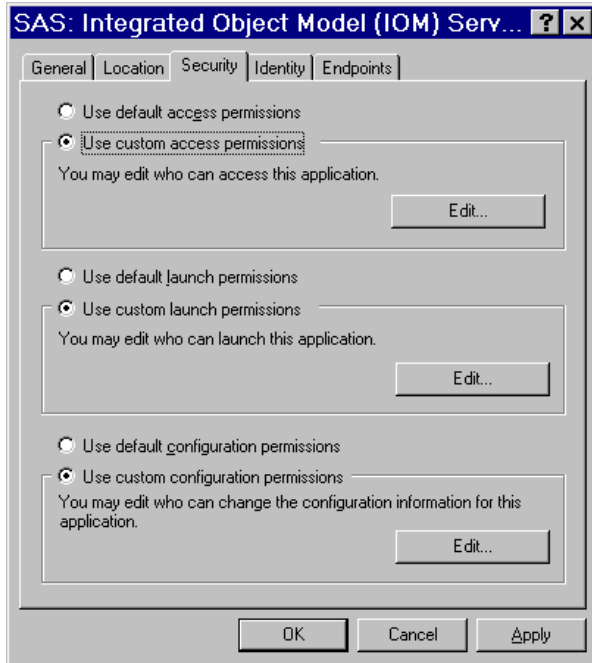 SAS: Integrated Object Model (IOM) Serv...
General Location Security Identity Endpoints
Use default access permissions
Use custom access permissions
You may edit who can access this application.
Edit...
Use default launch permissions
Use custom launch permissions
You may edit who can launch this application.
Edit...
Use default configuration permissions
Use custom configuration permissions
You may edit who can change the configuration information for this
application.
Edit...
OK Cancel Apply